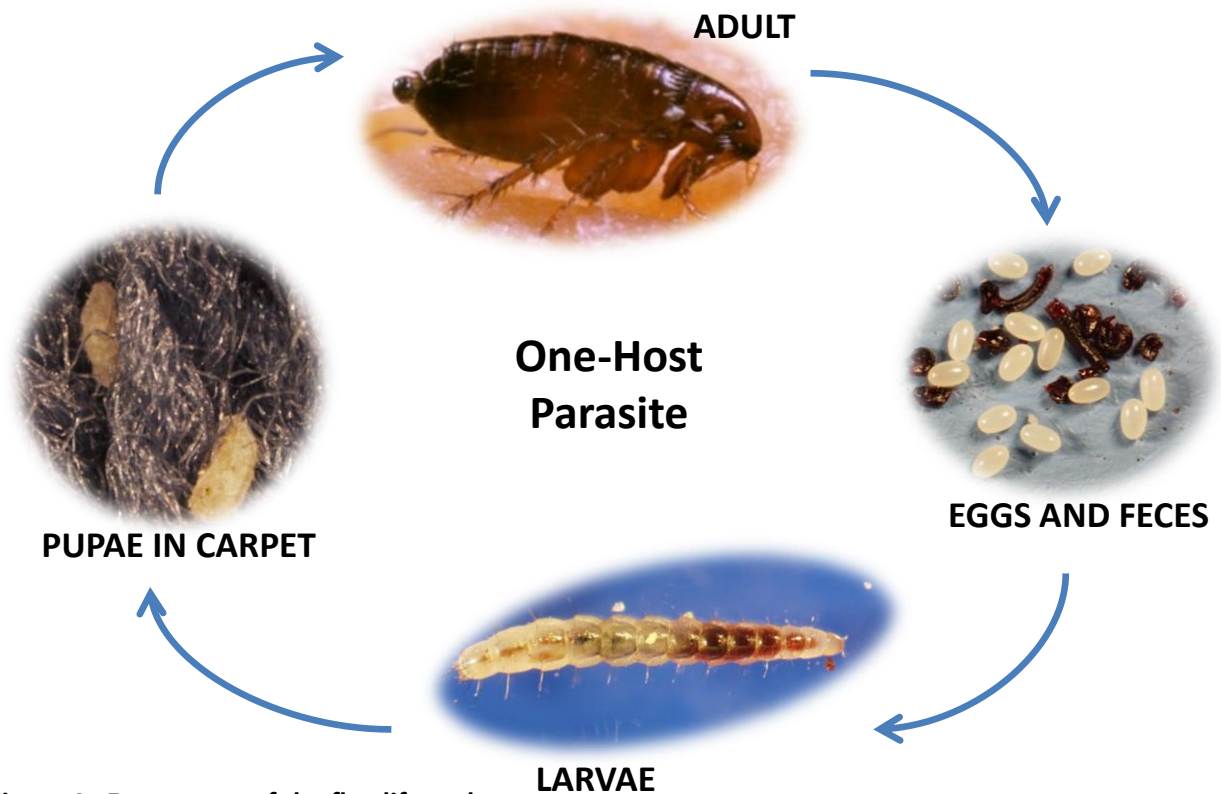 ADULT
One-Host
Parasite
EGGS AND FECES
PUPAE IN CARPET
LARVAE